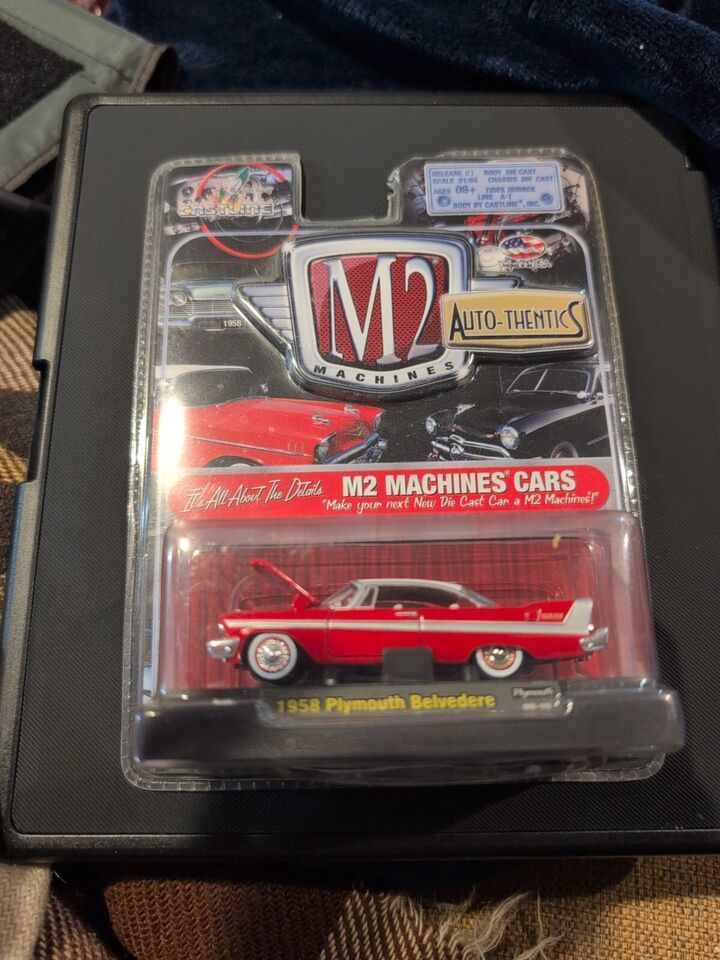 CASTLINE
RELEASE 01 BODY DIE CAST
SCALE 01:64 CHASSIS DIE CAST
AGES 08+ TIRES RUBBER
LINE A-T
BODY BY CASTLINE®, INC.
1958
M2
MACHINES
AUTO-THENTICS
It's All About The Details
M2 MACHINES® CARS
"Make your next New Die Cast Car a M2 Machines!"
1958 Plymouth Belvedere
Plymouth